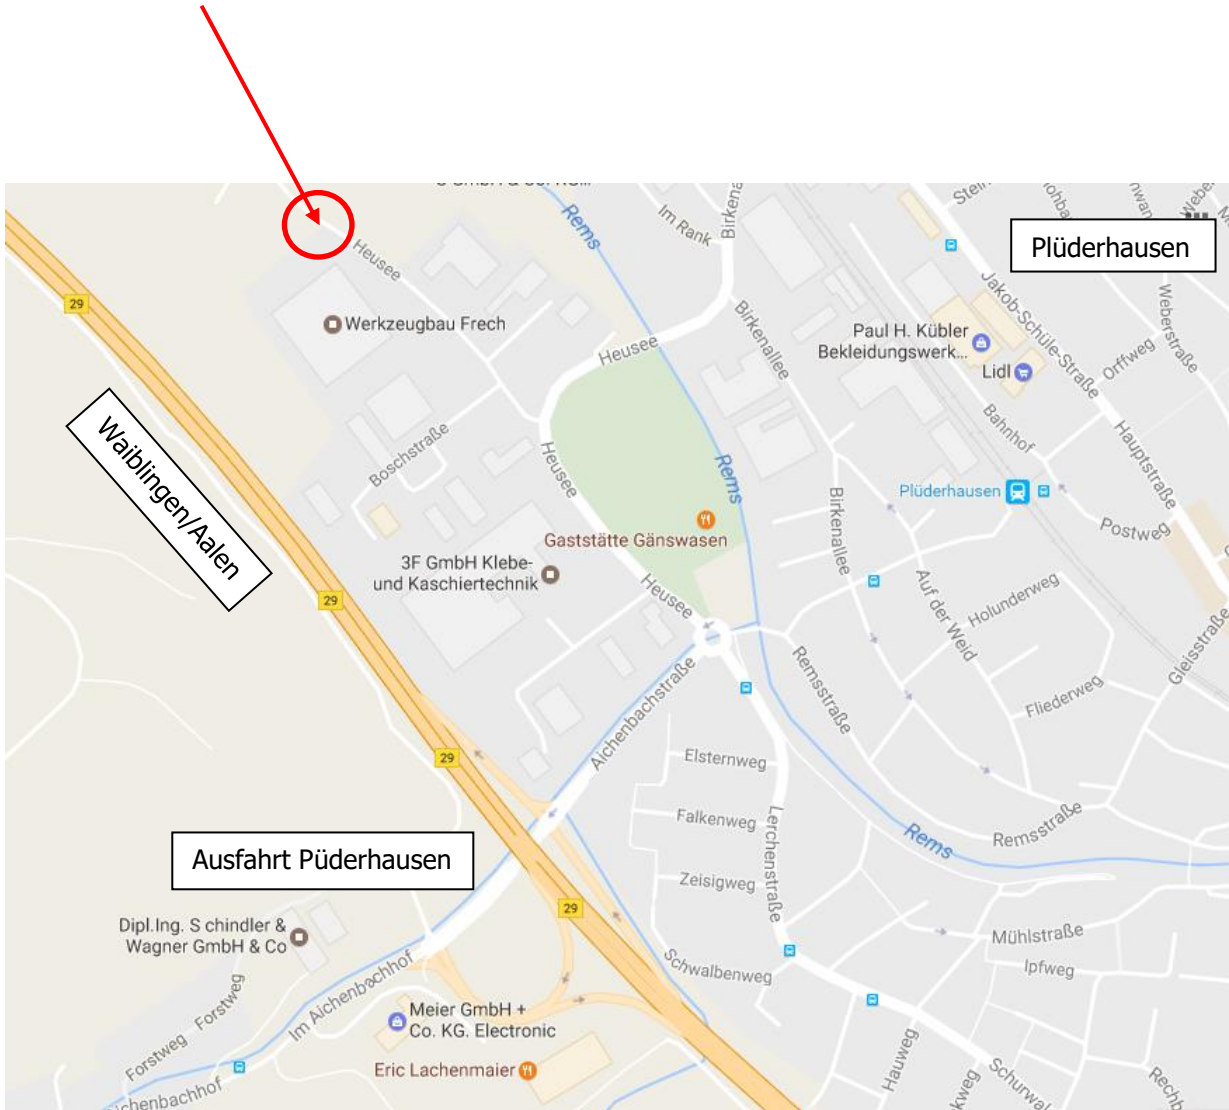 Rems
Im Rank
Heusee
29
Werkzeugbau Frech
Plüderhausen
Jakob-Schüle-Straße
Weberstraße
Orffweg
Birkenallee
Heusee
Paul H. Kübler
Bekleidungswerk...
Lidl
Bahnhof
Hauptstraße
Waiblingen/Aalen
Boschstraße
Heusee
Rems
Birkenallee
Plüderhausen
Postweg
Gaststätte Gänswasen
3F GmbH Klebe-
und Kaschiertechnik
29
Heusee
Auf der Weid
Holunderweg
Gleisstraße
Fliederweg
Remsstraße
Aichenbachstraße
29
Elsternweg
Falkenweg
Lerchenstraße
Rems
Remsstraße
Ausfahrt Püderhausen
Zeisigweg
29
Dipl.Ing. S chindler &
Wagner GmbH & Co
Mühlstraße
Ipfweg
Schwalbenweg
Forstweg
Forstweg
Im Aichenbachhof
Meier GmbH +
Co. KG. Electronic
Eric Lachenmaier
Hauweg
chenbachhof
Schurwal
kweg
Rechb